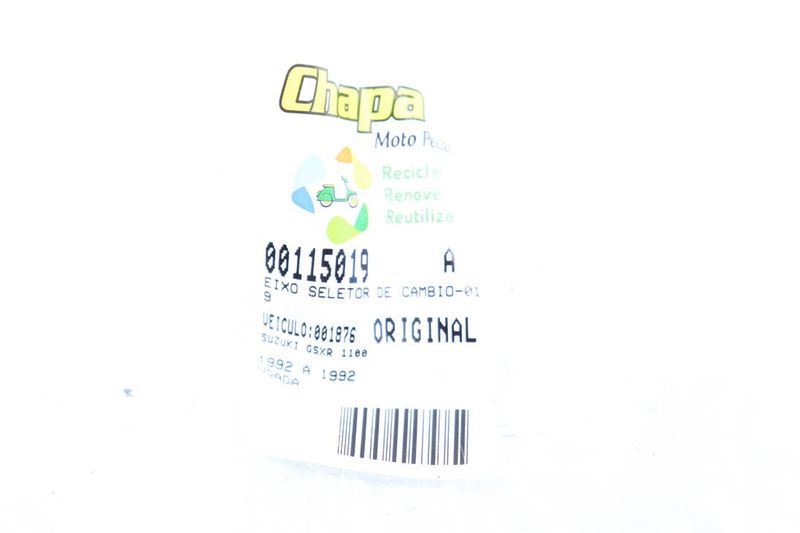 Chapa
Moto Peças
Recicle
Renove
Reutilize
00115019 A
EIXO SELETOR DE CAMBIO-01
9
VEICULO:001876 ORIGINAL
SUZUKI GSXR 1100
1992 A 1992
USADA